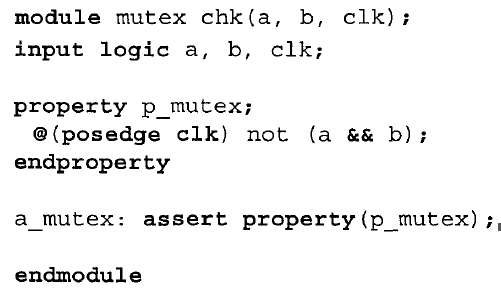 module mutex chk(a, b, clk);
input logic a, b, clk;
property p_mutex;
@(posedge clk) not (a && b);
endproperty
a_mutex: assert property(p_mutex);
endmodule